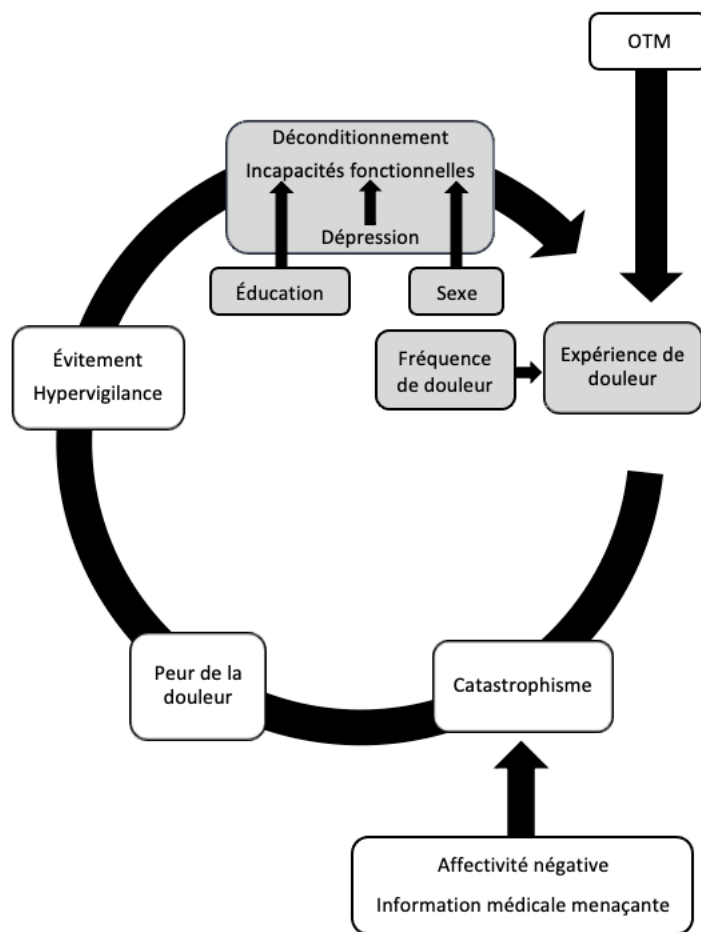 OTM
Déconditionnement
Incapacités fonctionnelles
Dépression
Éducation
Sexe
Évitement
Hypervigilance
Fréquence
de douleur
Expérience de
douleur
Peur de la
douleur
Catastrophisme
Affectivité négative
Information médicale menaçante